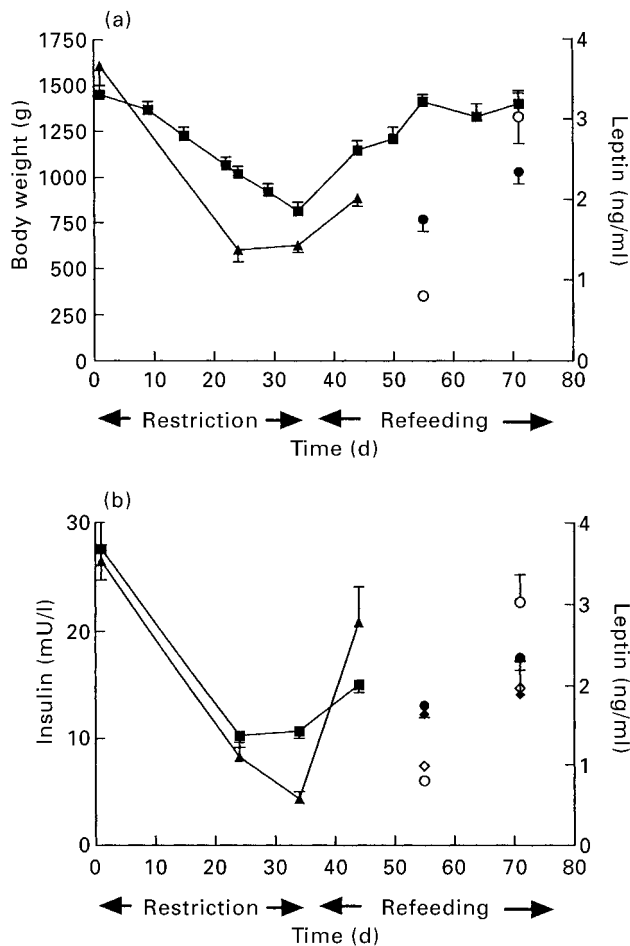 (a)
1750
1500
1250
1000
750
500
250
0
Body weight (g)
4
3
2
1
0
Leptin (ng/ml)
0 10 20 30 40 50 60 70 80
Restriction Refeeding
Time (d)
(b)
30
20
10
0
Insulin (mU/l)
4
3
2
1
0
Leptin (ng/ml)
0 10 20 30 40 50 60 70 80
Restriction Refeeding
Time (d)